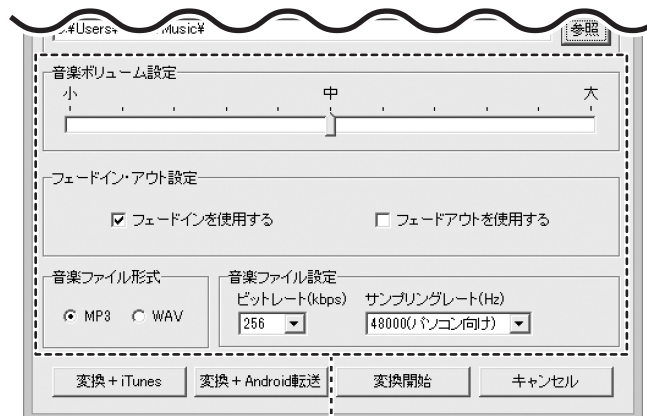 :¥Users¥ Music¥ 参照
音楽ボリューム設定
小 中 大
フェードイン・アウト設定
フェードインを使用する フェードアウトを使用する
音楽ファイル形式 音楽ファイル設定
ビットレート(kbps) サンプリングレート(Hz)
MP3 WAV 256 48000(パソコン向け)
変換+iTunes 変換+Android転送 変換開始 キャンセル